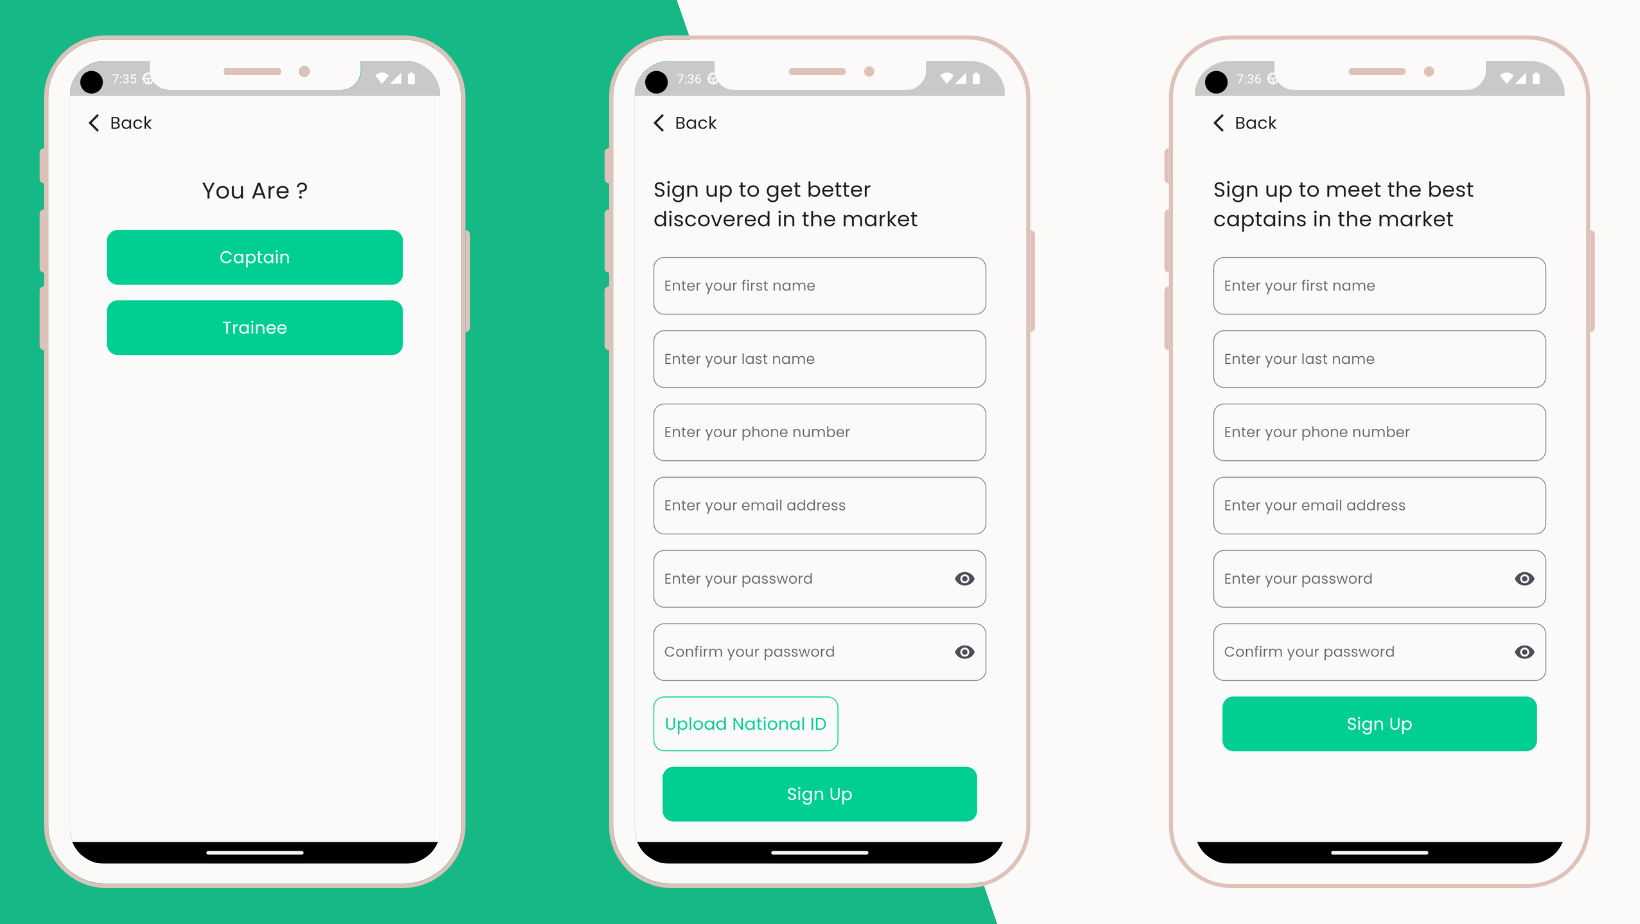 7:35
Back
You Are ?
Captain
Trainee
7:36
Back
Sign up to get better
discovered in the market
Enter your first name
Enter your last name
Enter your phone number
Enter your email address
Enter your password
Confirm your password
Upload National ID
Sign Up
7:36
Back
Sign up to meet the best
captains in the market
Enter your first name
Enter your last name
Enter your phone number
Enter your email address
Enter your password
Confirm your password
Sign Up